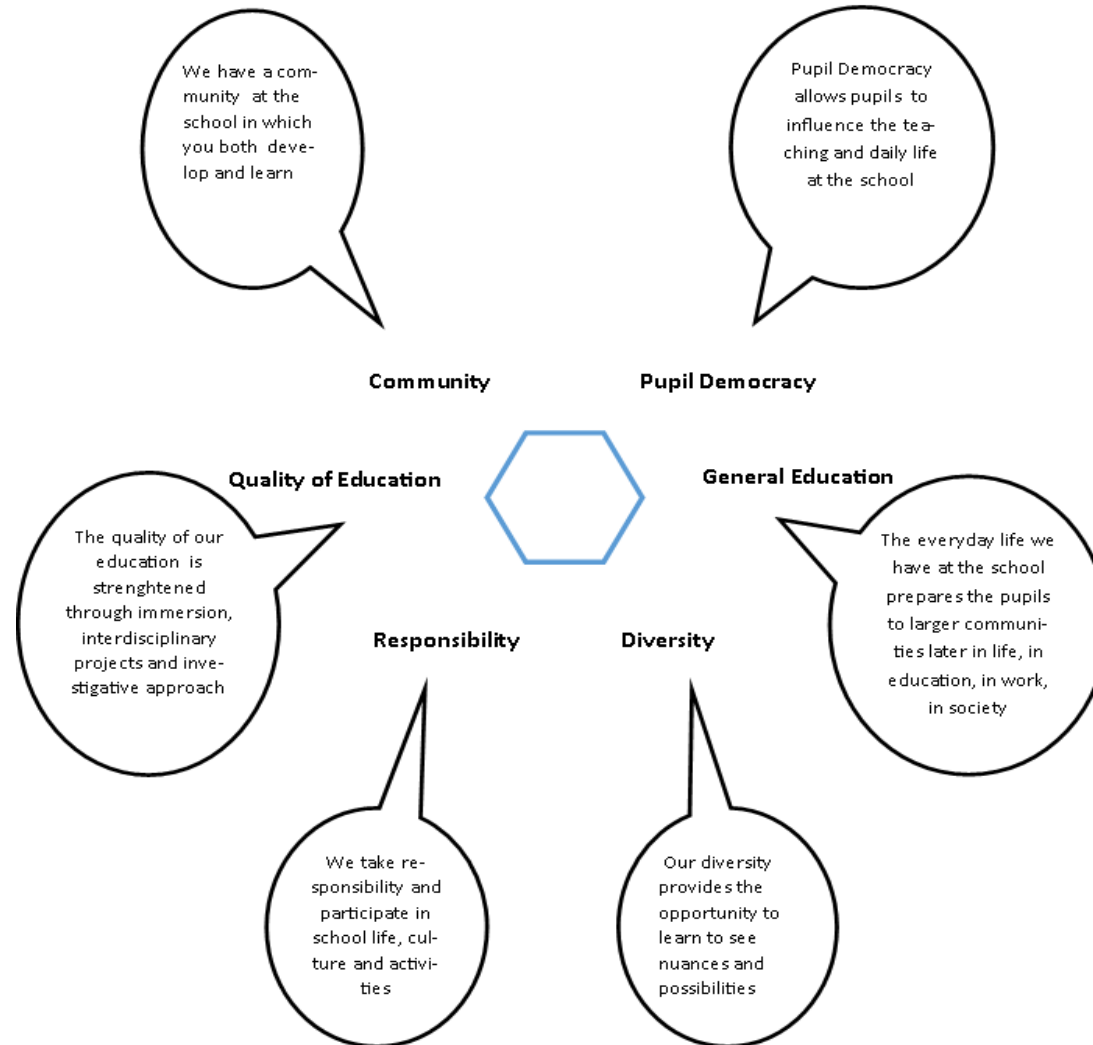 We have a com-
munity at the
school in which
you both deve-
lop and learn
Pupil Democracy
allows pupils to
influence the tea-
ching and daily life
at the school
Community
Pupil Democracy
Quality of Education
General Education
The quality of our
education is
strenghtened
through immersion,
interdisciplinary
projects and inve-
stigative approach
The everyday life we
have at the school
prepares the pupils
to larger communi-
ties later in life, in
education, in work,
in society
Responsibility
Diversity
We take re-
sponsibility and
participate in
school life, cul-
ture and activi-
ties
Our diversity
provides the
opportunity to
learn to see
nuances and
possibilities